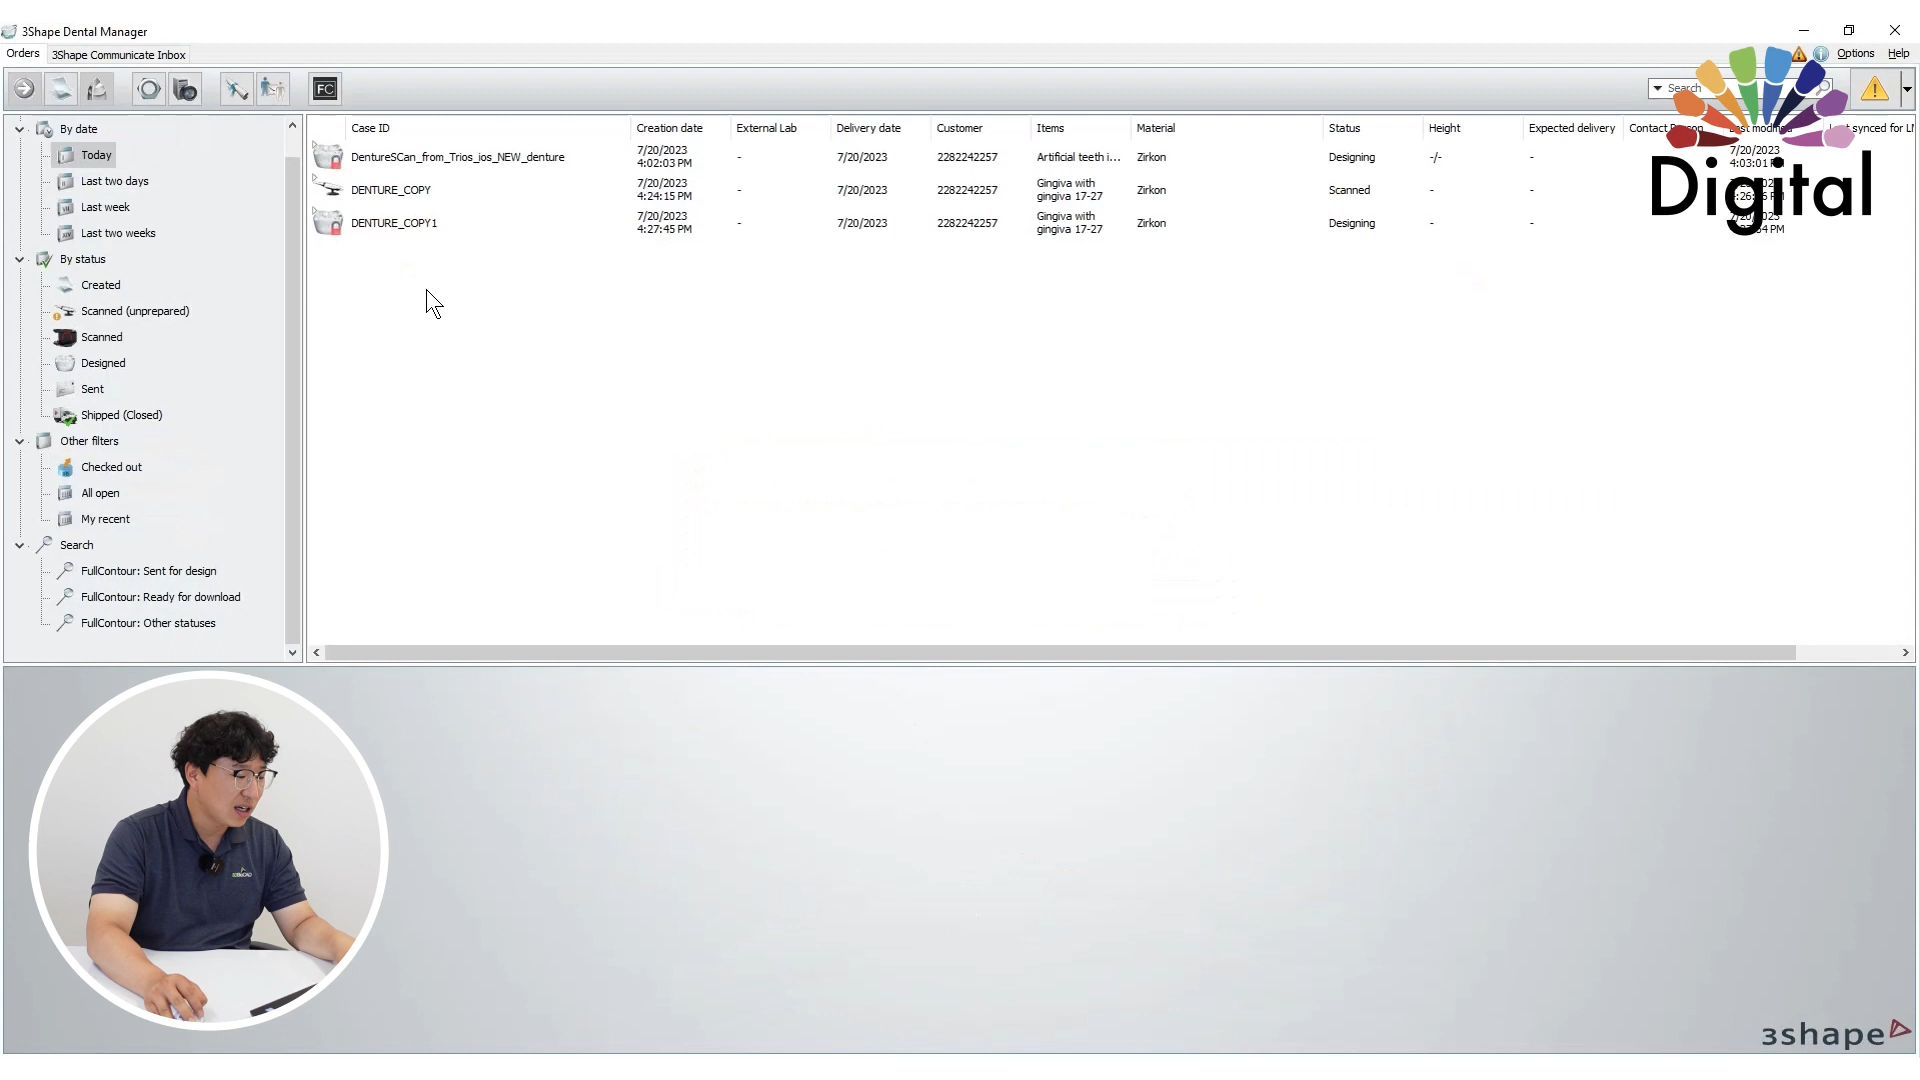 3Shape Dental Manager
Orders 3Shape Communicate Inbox
Options Help
FC
Search
Digital
Case ID Creation date External Lab Delivery date Customer Items Material Status Height Expected delivery Contact Person
DentureSCan_from_Trios_ios_NEW_denture 7/20/2023 4:02:03 PM - 7/20/2023 2282242257 Artificial teeth i... Zirkon Designing -/- - 7/20/2023 4:03:01 PM
DENTURE_COPY 7/20/2023 4:24:15 PM - 7/20/2023 2282242257 Gingiva with gingiva 17-27 Zirkon Scanned - -
DENTURE_COPY1 7/20/2023 4:27:45 PM - 7/20/2023 2282242257 Gingiva with gingiva 17-27 Zirkon Designing - -
By date
Today
Last two days
Last week
Last two weeks
By status
Created
Scanned (unprepared)
Scanned
Designed
Sent
Shipped (Closed)
Other filters
Checked out
All open
My recent
Search
FullContour: Sent for design
FullContour: Ready for download
FullContour: Other statuses
3shape